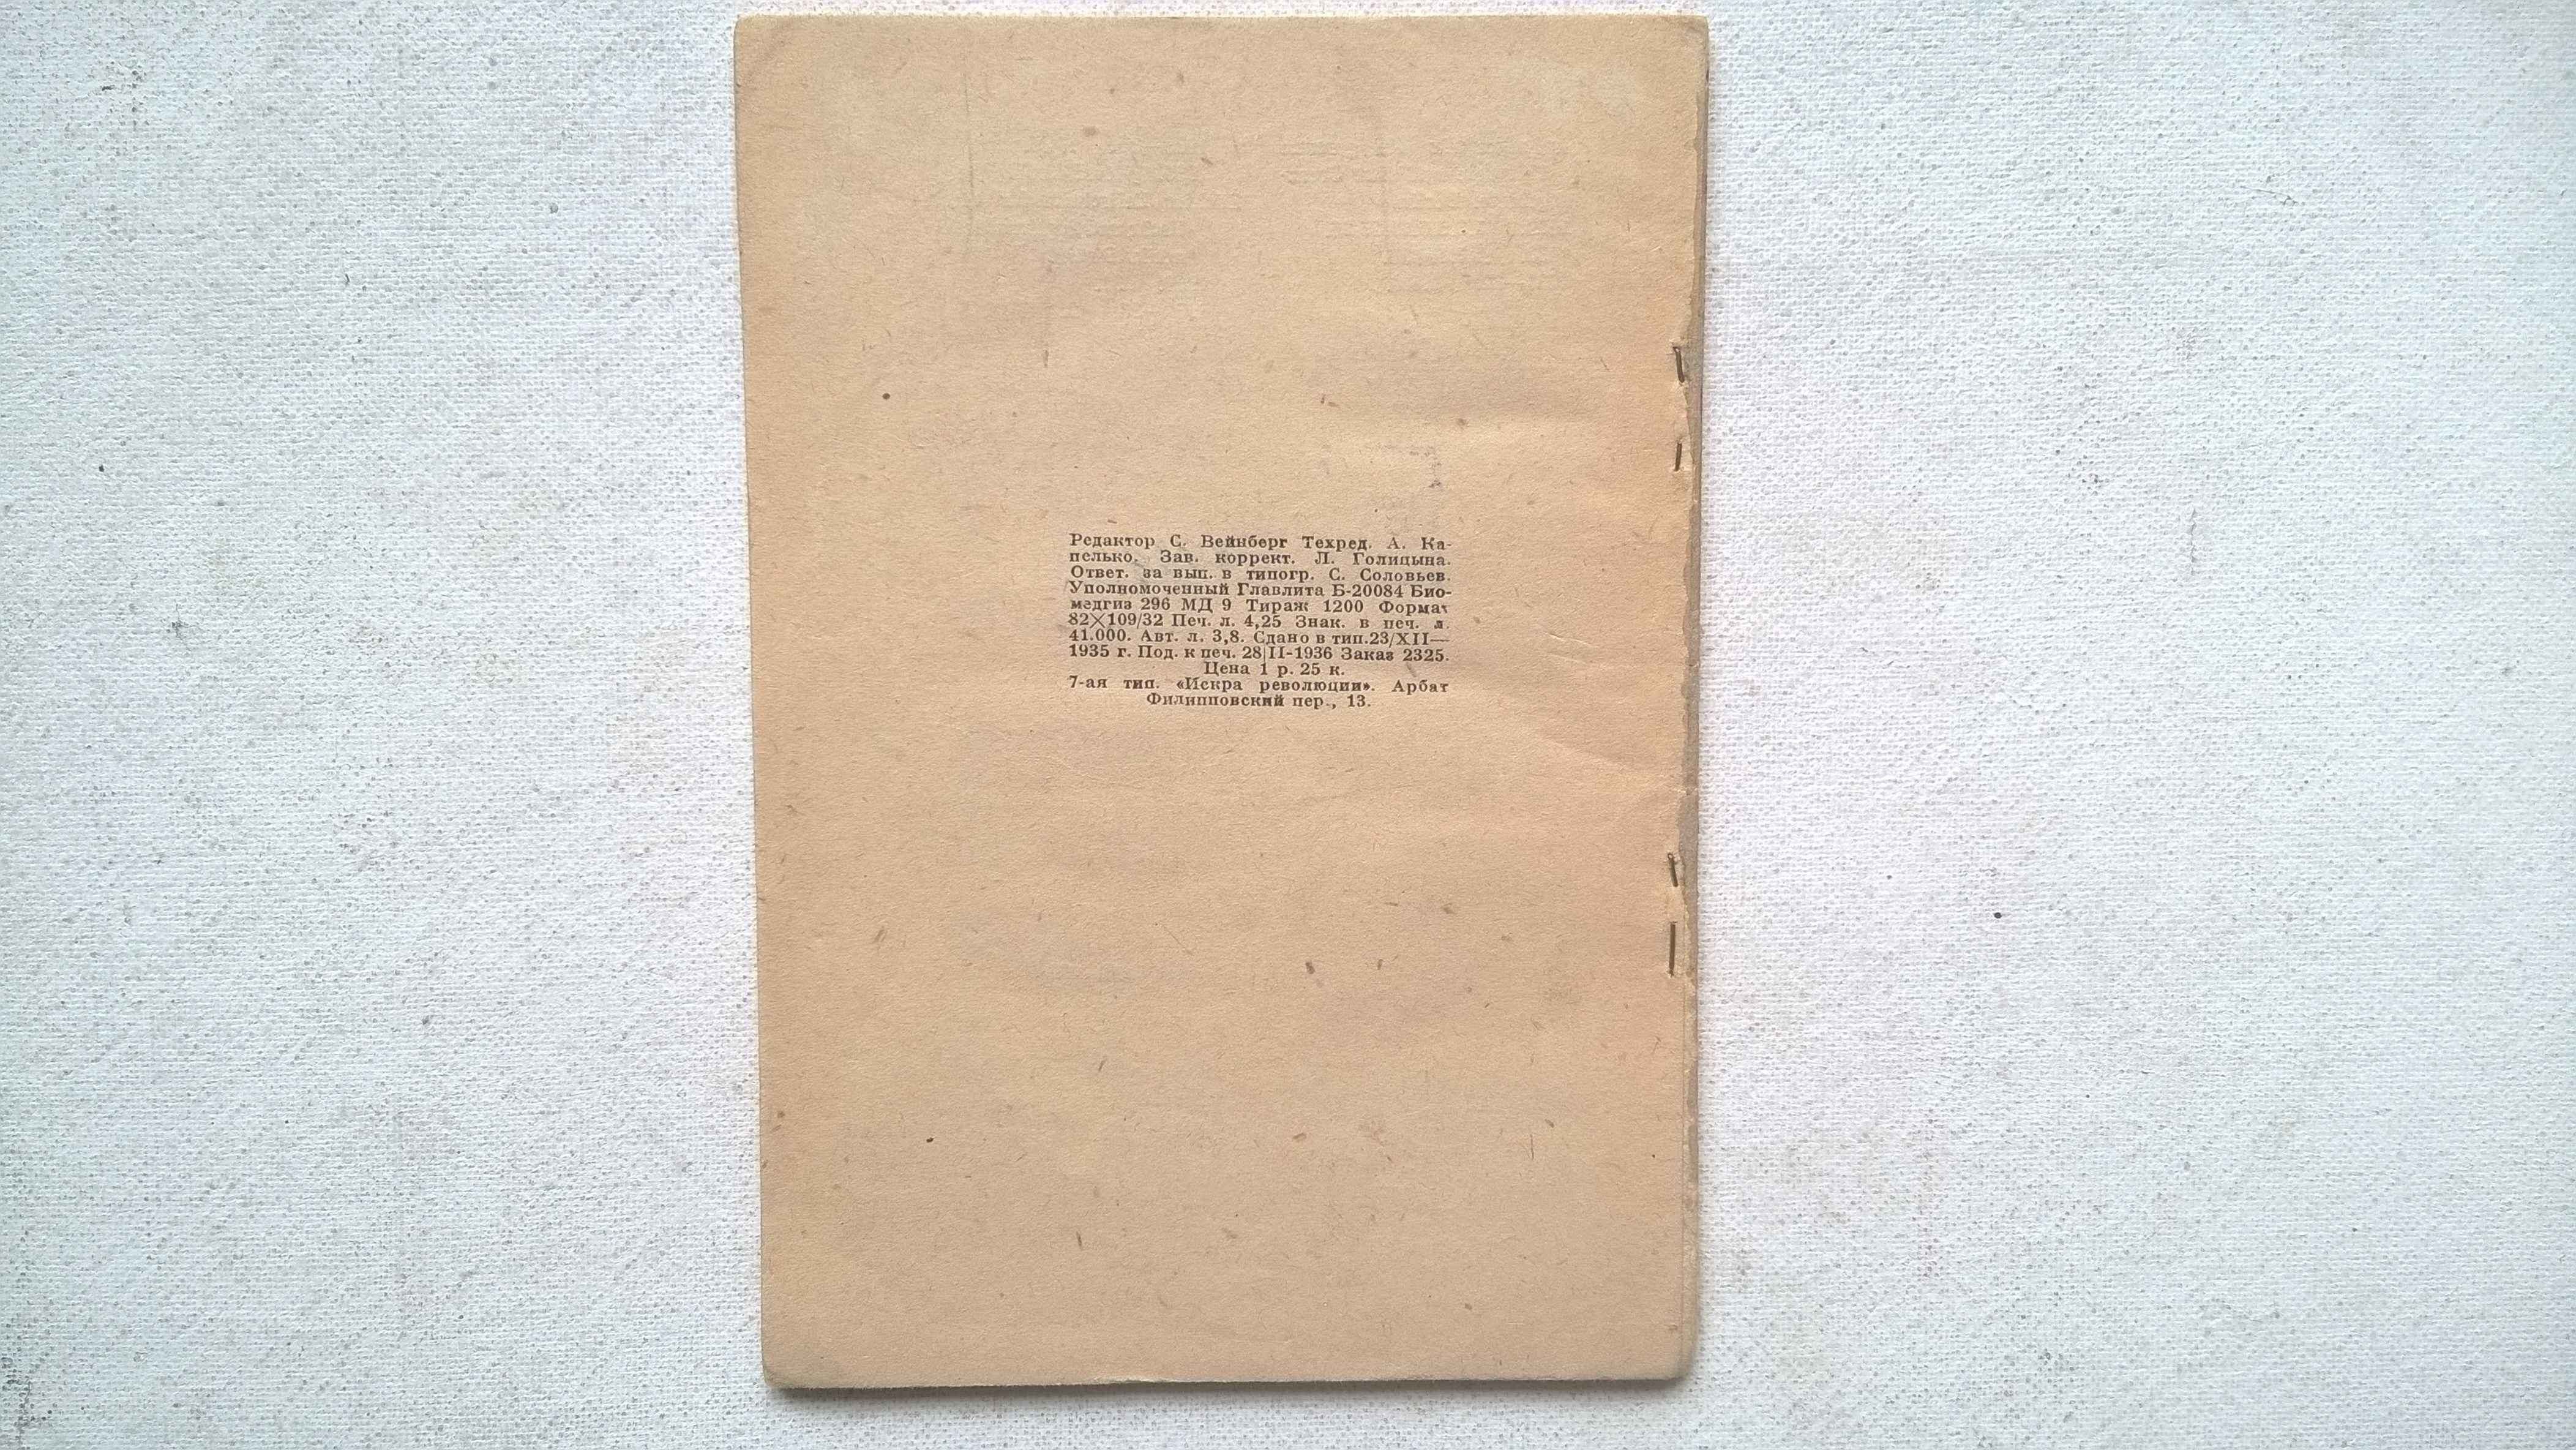 Редактор С. Вейнберг Техред. А. Ка-
пелько. Зав. коррект. Л. Голицына.
Ответ. за вып. в типогр. С. Соловьев.
Уполномоченный Главлита Б-20084 Био-
медгиз 296 МД 9 Тираж 1200 Формат
82×109/32 Печ. л. 4,25 Знак. в печ. л.
41.000. Авт. л. 3,8. Сдано в тип.23/XII—
1935 г. Под. к печ. 28|II-1936 Заказ 2325.
Цена 1 р. 25 к.
7-ая тип. «Искра революции». Арбат
Филипповский пер., 13.